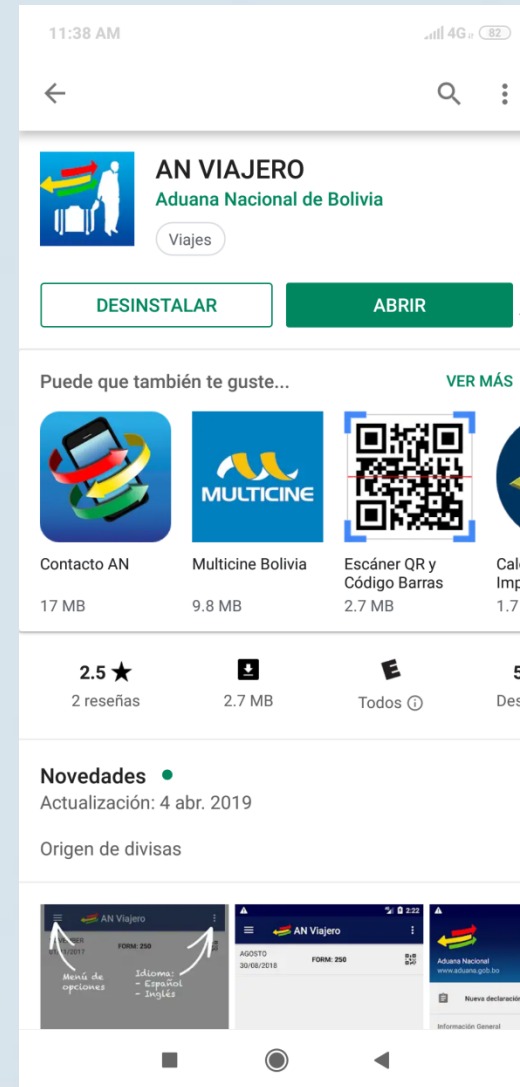 11:38 AM
4G
82
AN VIAJERO
Aduana Nacional de Bolivia
Viajes
DESINSTALAR
ABRIR
Puede que también te guste...
VER MÁS
MULTICINE
Contacto AN
Multicine Bolivia
Escáner QR y
Código Barras
17 MB
9.8 MB
2.7 MB
1.7
2.5 ★
2 reseñas
2.7 MB
E
Todos
Novedades
Actualización: 4 abr. 2019
Origen de divisas
AN Viajero
FORM: 250
Menú de
opciones
Idioma:
- Español
- Inglés
2:22
AN Viajero
AGOSTO
30/08/2018
FORM: 250
Aduana Nacional
www.aduana.gob.bo
Nueva declaración
Información General